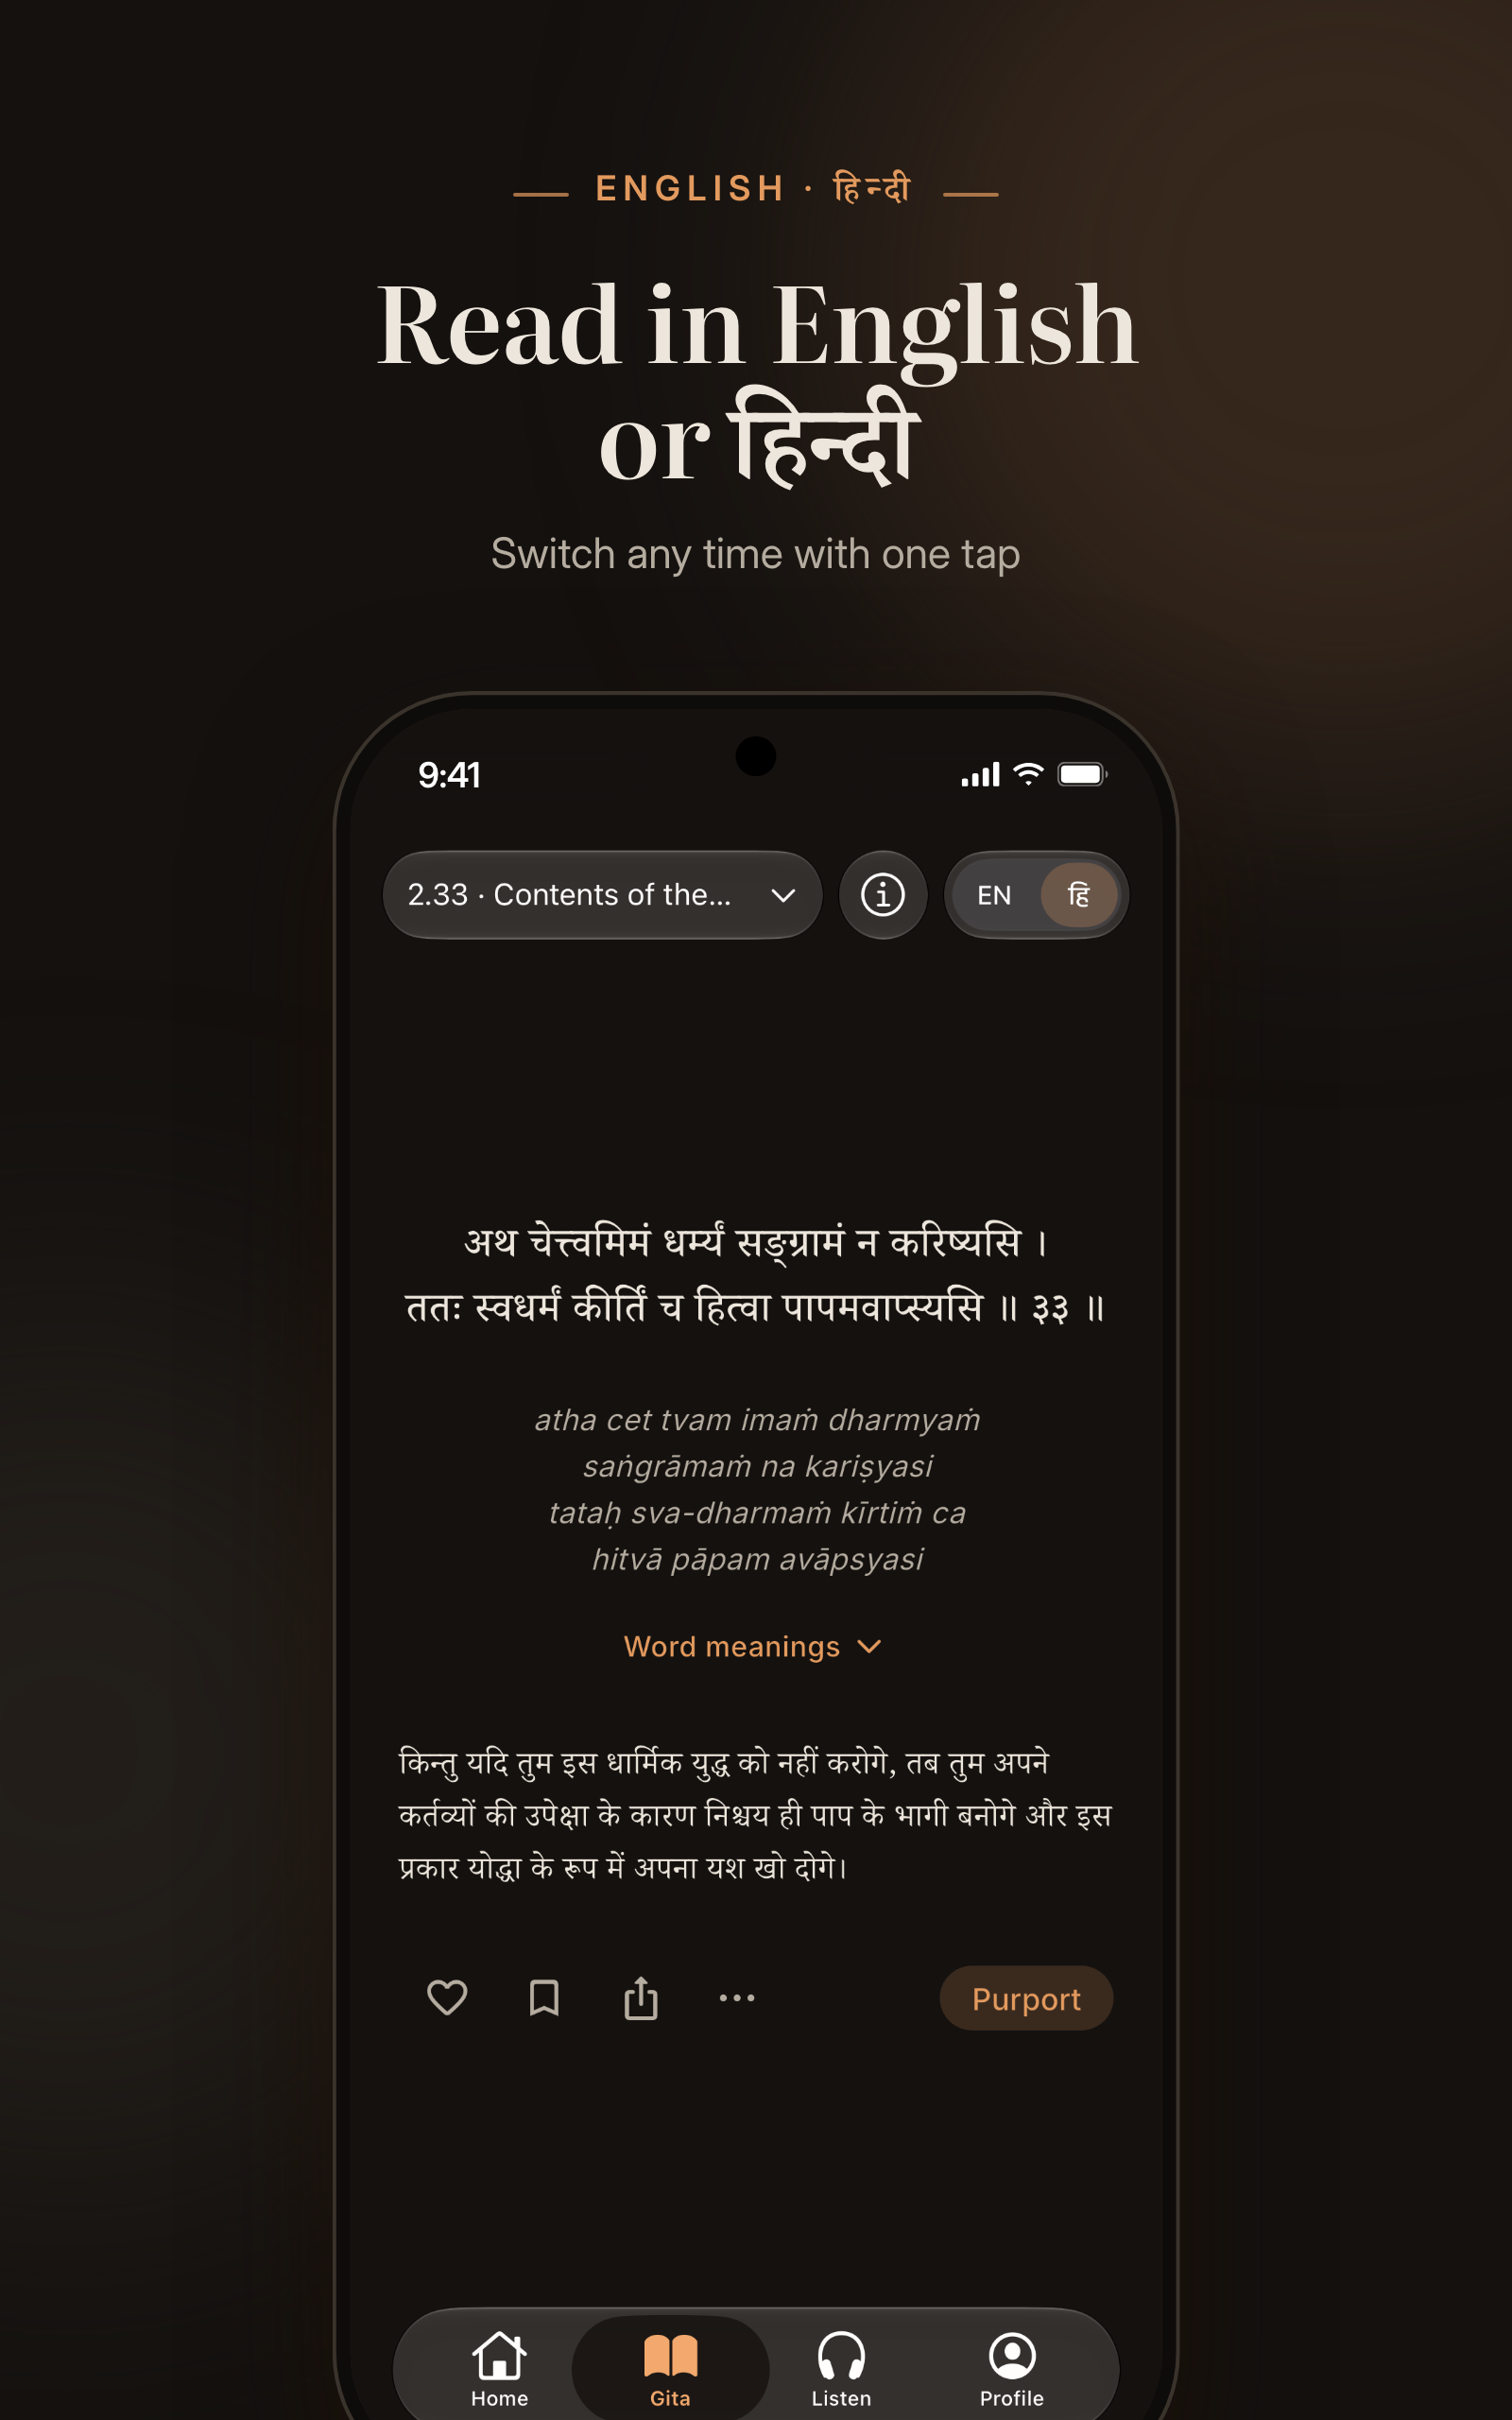 ENGLISH · हिन्दी
Read in English
or हिन्दी
Switch any time with one tap
9:41
2.33 · Contents of the...
EN हि
अथ चेत्त्वमिमं धर्म्यं सङ्ग्रामं न करिष्यसि ।
ततः स्वधर्मं कीर्तिं च हित्वा पापमवाप्स्यसि ॥ ३३ ॥
atha cet tvam imaṁ dharmyaṁ
saṅgrāmaṁ na kariṣyasi
tataḥ sva-dharmaṁ kīrtiṁ ca
hitvā pāpam avāpsyasi
Word meanings
किन्तु यदि तुम इस धार्मिक युद्ध को नहीं करोगे, तब तुम अपने
कर्तव्यों की उपेक्षा के कारण निश्चय ही पाप के भागी बनोगे और इस
प्रकार योद्धा के रूप में अपना यश खो दोगे।
Purport
Home Gita Listen Profile